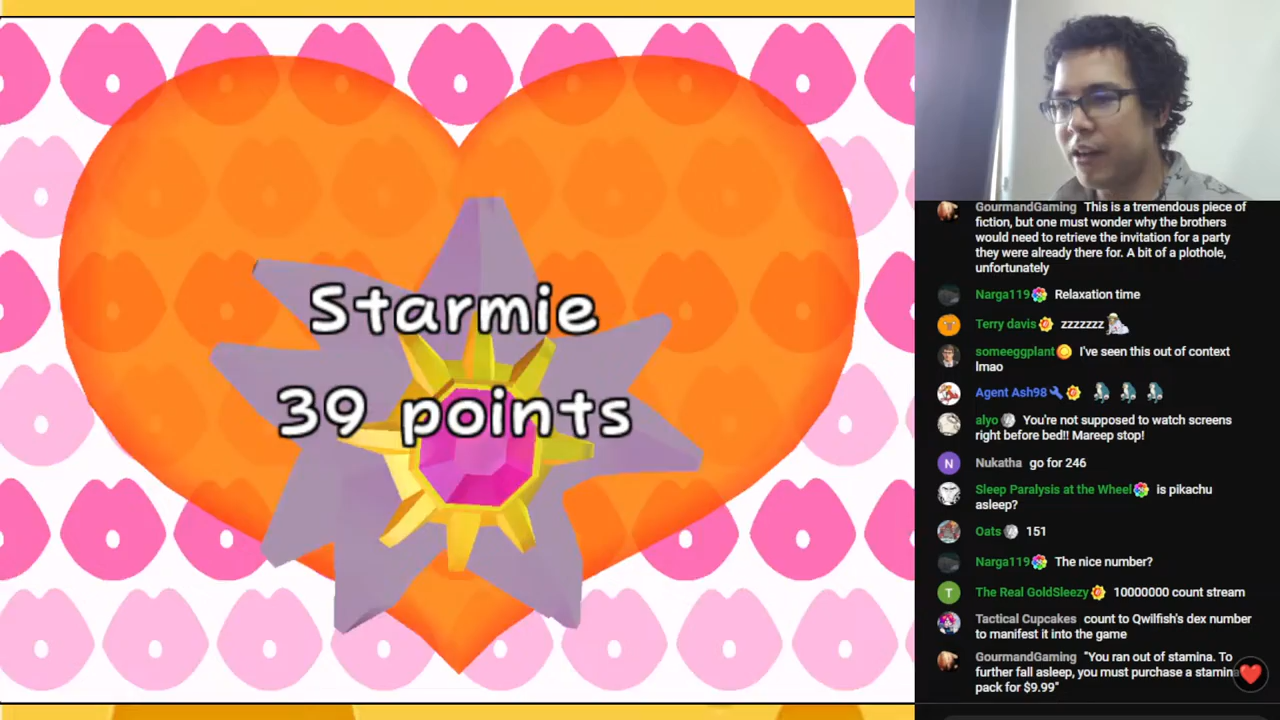 Starmie
39 points
GourmandGaming This is a tremendous piece of
fiction, but one must wonder why the brothers
would need to retrieve the invitation for a party
they were already there for. A bit of a plothole,
unfortunately
Narga119 Relaxation time
Terry davis zzzzzzz
someeggplant I've seen this out of context
lmao
Agent Ash98
alyo You're not supposed to watch screens
right before bed!! Mareep stop!
N Nukatha go for 246
Sleep Paralysis at the Wheel is pikachu
asleep?
Oats 151
Narga119 The nice number?
T The Real GoldSleezy 10000000 count stream
Tactical Cupcakes count to Qwilfish's dex number
to manifest it into the game
GourmandGaming "You ran out of stamina. To
further fall asleep, you must purchase a stamina
pack for $9.99"